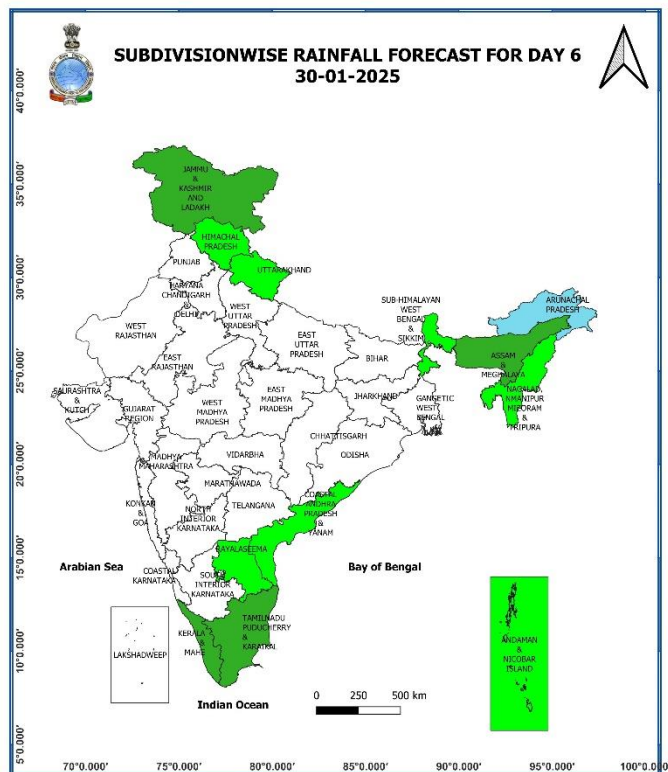 SUBDIVISIONWISE RAINFALL FORECAST FOR DAY 6
30-01-2025
40°0.000'
35°0.000'
30°0.000'
25°0.000'
20°0.000'
15°0.000'
10°0.000'
5°0.000'
JAMMU
&
KASHMIR
AND
LADAKH
HIMACHAL
PRADESH
PUNJAB
UTTARAKHAND
HARYANA
CHANDIGARH
&
DELHI
WEST
UTTAR
PRADESH
SUB-HIMALAYAN
WEST
BENGAL
&
SIKKIM
ARUNACHAL
PRADESH
WEST
RAJASTHAN
EAST
UTTAR
PRADESH
EAST
RAJASTHAN
BIHAR
ASSAM
&
MEGHALAYA
SAURASHTRA
&
KUTCH
GUJARAT
REGION
WEST
MADHYA
PRADESH
EAST
MADHYA
PRADESH
JHARKHAND
GANGETIC
WEST
BENGAL
NAGALAD
NMANIPUR
MIZORAM
&
TRIPURA
CHHATTISGARH
VIDARBHA
ODISHA
MADHYA
MAHARASHTRA
MARATHAWADA
KONKAN
&
GOA
NORTH
INTERIOR
KARNATAKA
TELANGANA
COASTAL
ANDHRA
PRADESH
&
YANAM
RAYALASEEMA
Arabian Sea
COASTAL
KARNATAKA
SOUTH
INTERIOR
KARNATAKA
Bay of Bengal
LAKSHADWEEP
KERALA
&
MAHE
TAMILNADU
PUDUCHERRY
&
KARAIKAL
ANDAMAN
&
NICOBAR
ISLAND
Indian Ocean
0 250 500 km
70°0.000' 75°0.000' 80°0.000' 85°0.000' 90°0.000' 95°0.000' 100°0.000'